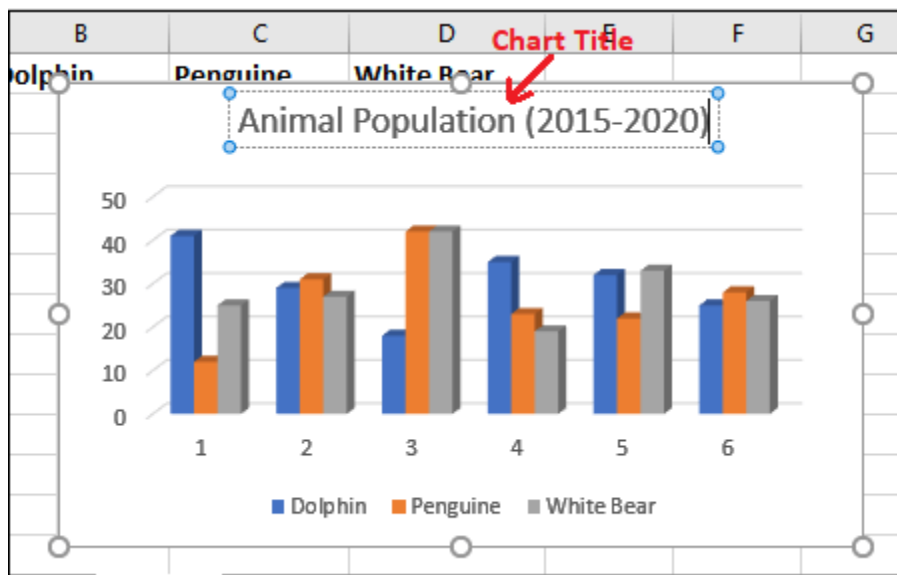 B C D E F G
Chart Title
Dolphin Penguine White Bear
Animal Population (2015-2020)
50
40
30
20
10
0
1 2 3 4 5 6
Dolphin Penguine White Bear